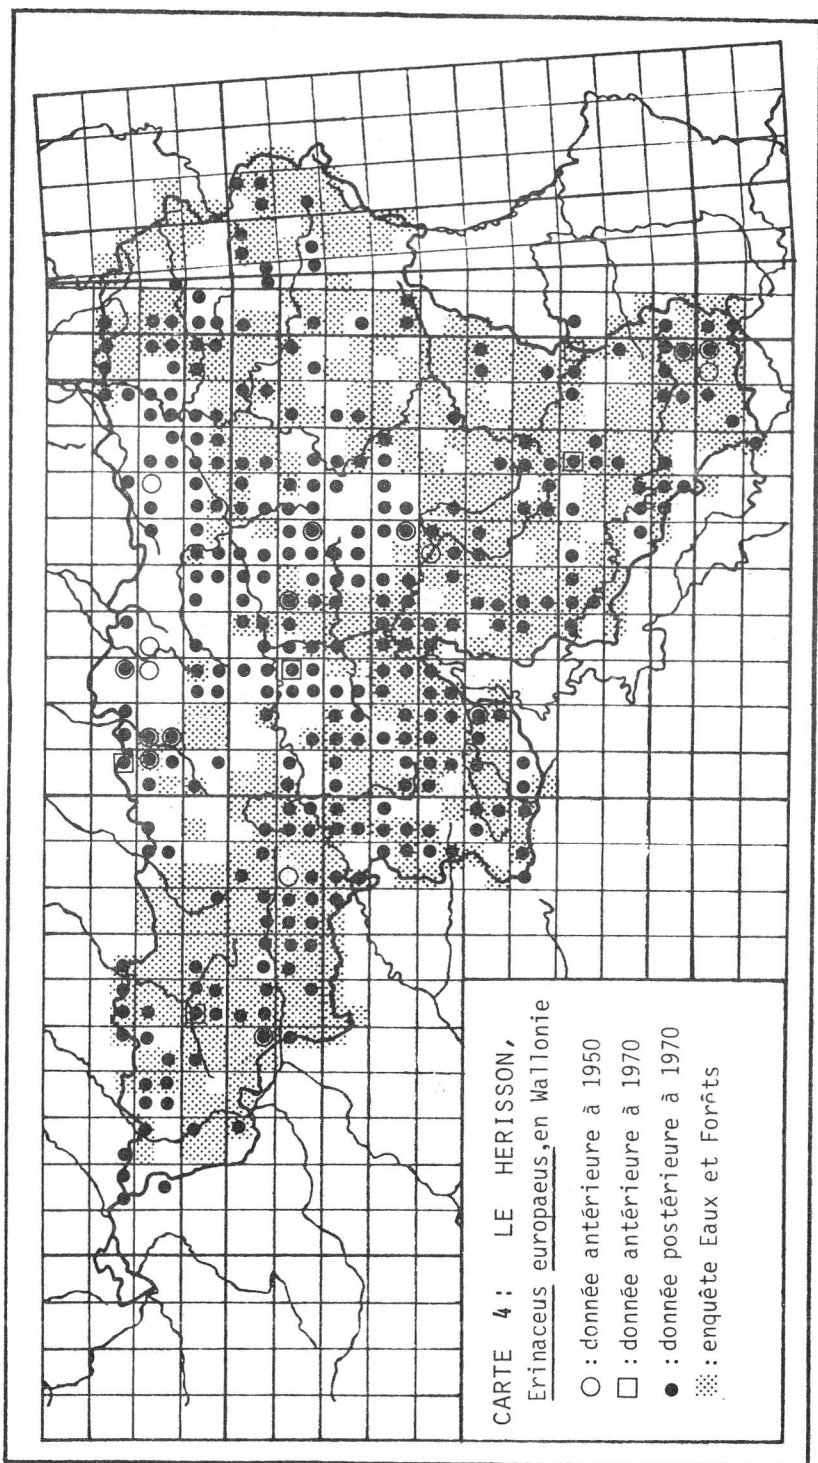 CARTE 4: LE HERISSON,
Erinaceus europaeus, en Wallonie
○ : donnée antérieure à 1950
□ : donnée antérieure à 1970
● : donnée postérieure à 1970
: enquête Eaux et Forêts